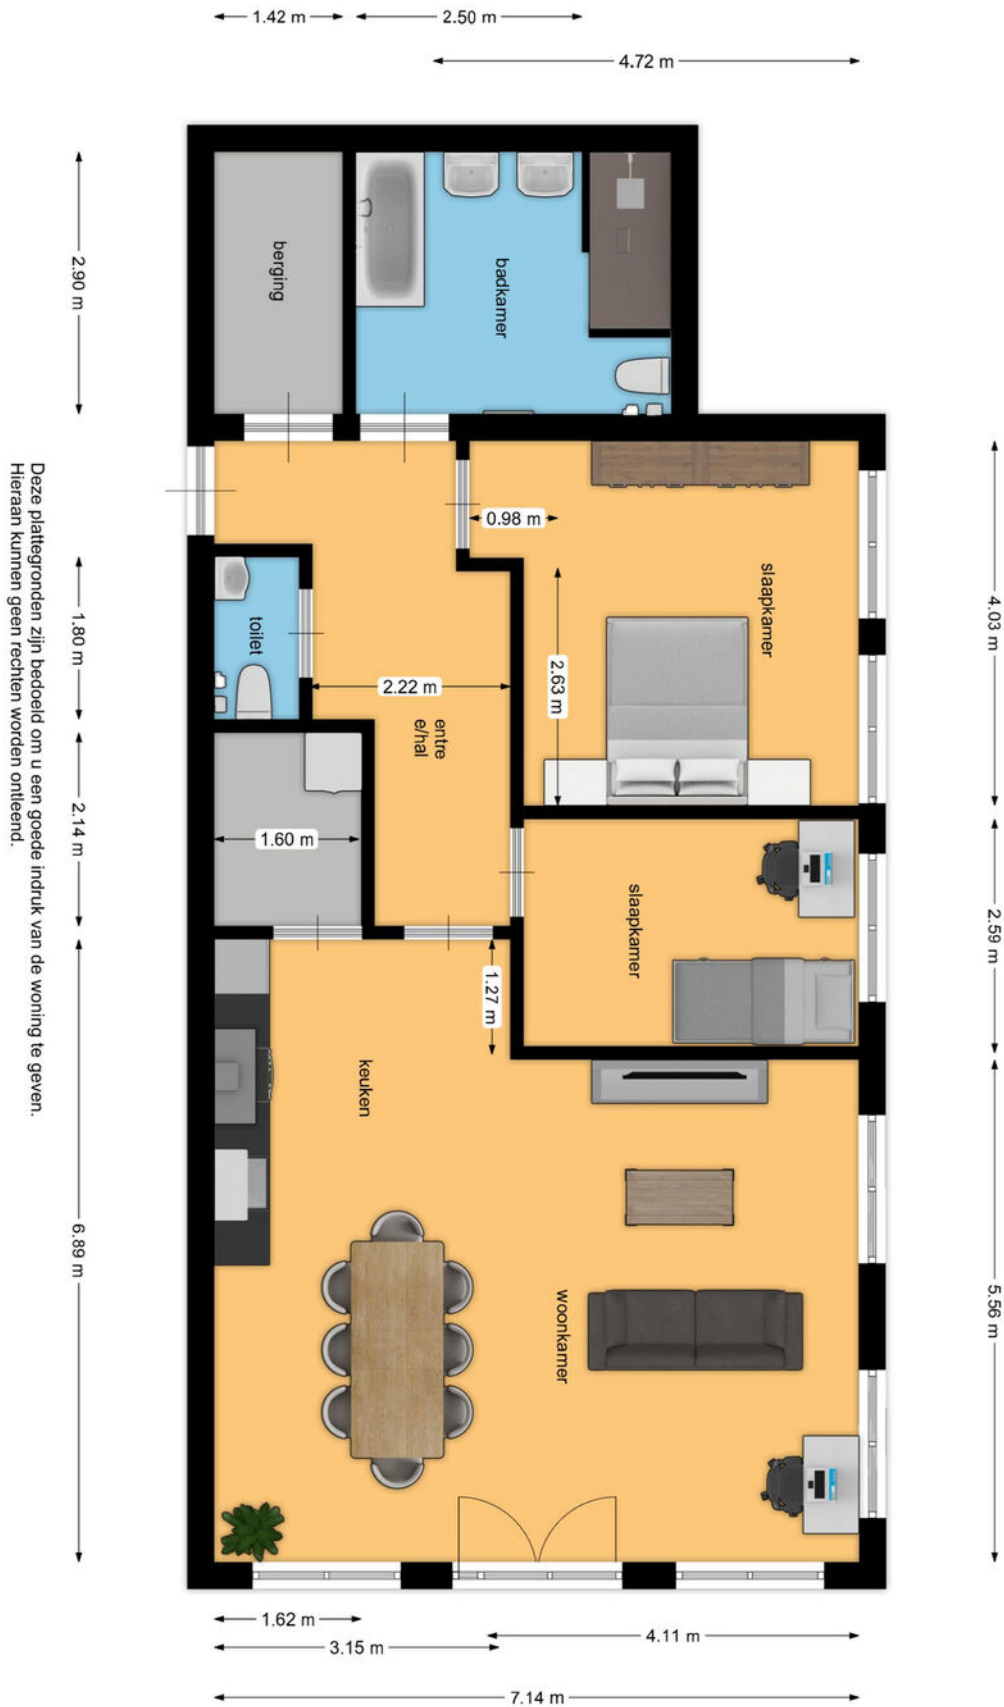 1.42 m
2.50 m
4.72 m
2.90 m
berging
badkamer
0.98 m
slaapkamer
4.03 m
1.80 m
toilet
2.22 m
2.63 m
entre
e/hal
2.14 m
1.60 m
slaapkamer
2.59 m
1.27 m
keuken
6.89 m
woonkamer
5.56 m
1.62 m
3.15 m
4.11 m
7.14 m
Deze plattegronden zijn bedoeld om u een goede indruk van de woning te geven.
Hieraan kunnen geen rechten worden ontleend.